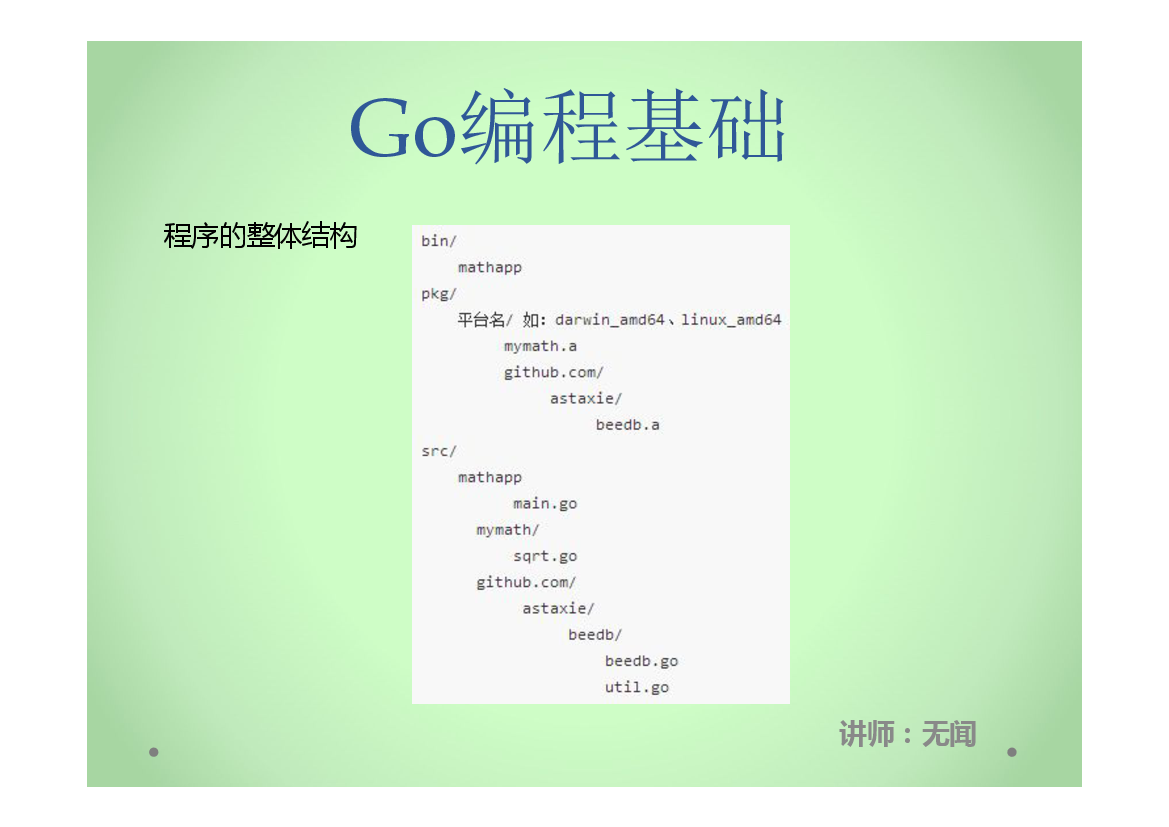 Go编程基础
程序的整体结构
bin/
mathapp
pkg/
平台名/ 如：darwin_amd64、linux_amd64
mymath.a
github.com/
astaxie/
beedb.a
src/
mathapp
main.go
mymath/
sqrt.go
github.com/
astaxie/
beedb/
beedb.go
util.go
讲师：无闻